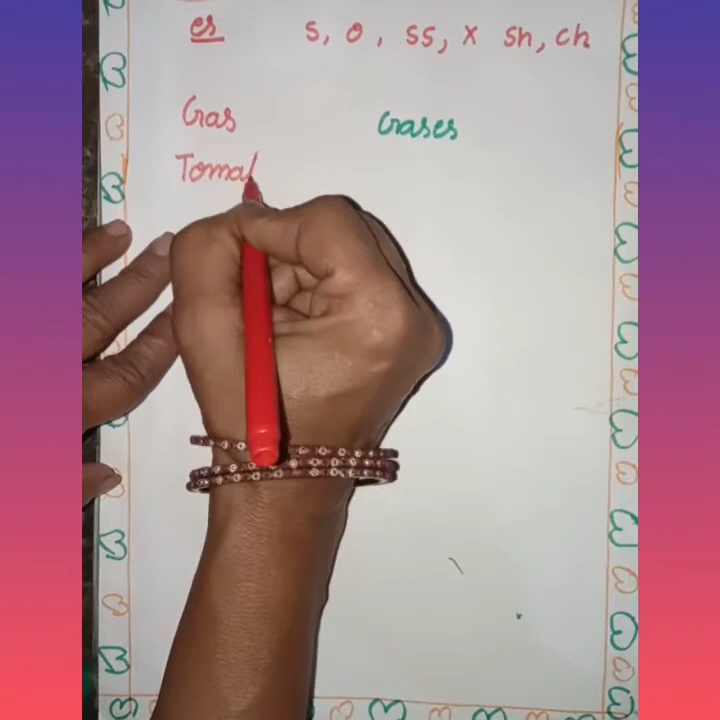 es s, o, ss, x sh, ch
Gas Gases
Tomat